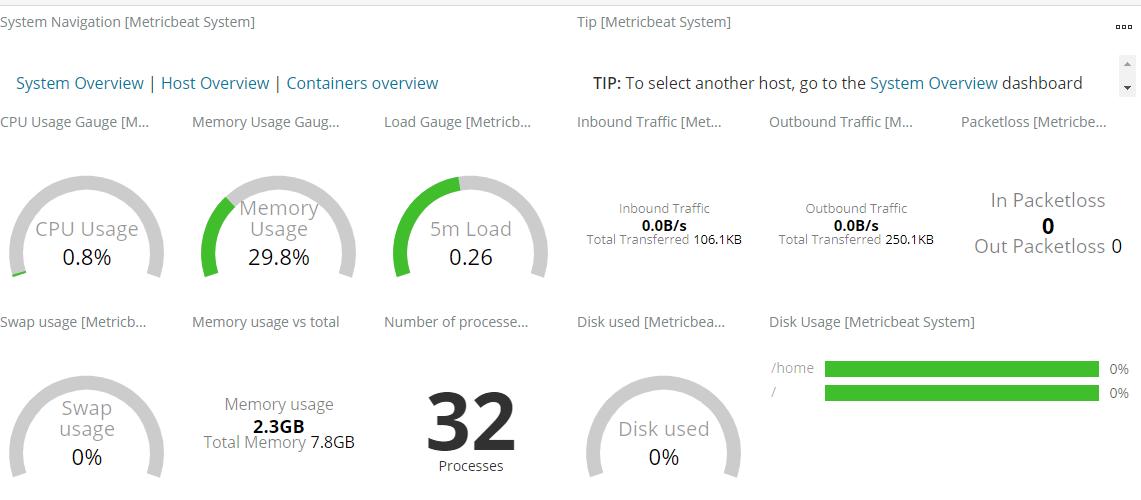 System Navigation [Metricbeat System]
Tip [Metricbeat System]
System Overview | Host Overview | Containers overview
TIP: To select another host, go to the System Overview dashboard
CPU Usage Gauge [M...
Memory Usage Gaug...
Load Gauge [Metricb...
Inbound Traffic [Met...
Outbound Traffic [M...
Packetloss [Metricbe...
CPU Usage
0.8%
Memory
Usage
29.8%
5m Load
0.26
Inbound Traffic
0.0B/s
Total Transferred 106.1KB
Outbound Traffic
0.0B/s
Total Transferred 250.1KB
In Packetloss
0
Out Packetloss 0
Swap usage [Metricb...
Memory usage vs total
Number of processe...
Disk used [Metricbea...
Disk Usage [Metricbeat System]
Swap
usage
0%
Memory usage
2.3GB
Total Memory 7.8GB
32
Processes
Disk used
0%
/home 0%
/ 0%